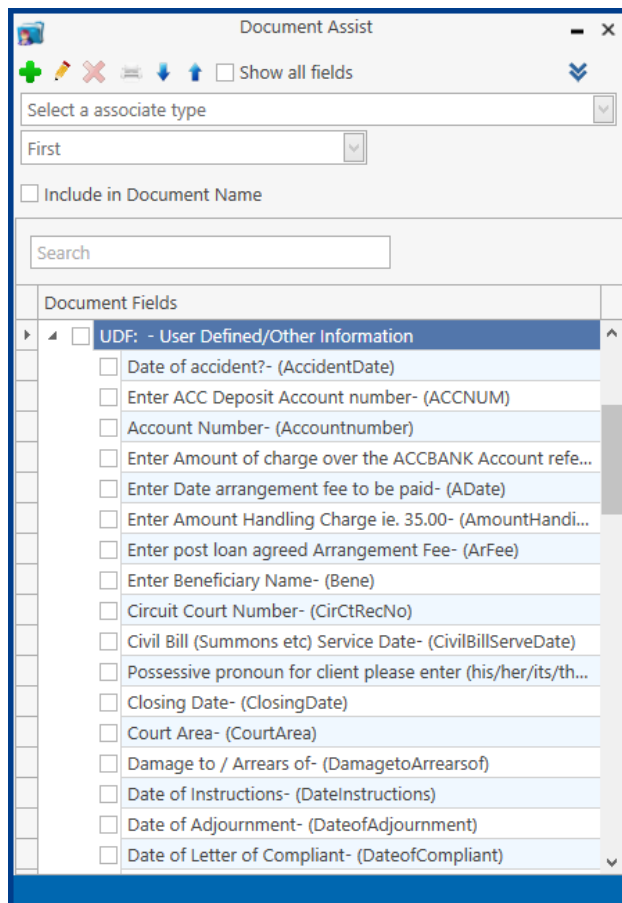 Document Assist
Show all fields
Select a associate type
First
Include in Document Name
Search
Document Fields
UDF:  - User Defined/Other Information
Date of accident?- (AccidentDate)
Enter ACC Deposit Account number- (ACCNUM)
Account Number- (Accountnumber)
Enter Amount of charge over the ACCBANK Account refe...
Enter Date arrangement fee to be paid- (ADate)
Enter Amount Handling Charge ie. 35.00- (AmountHandi...
Enter post loan agreed Arrangement Fee- (ArFee)
Enter Beneficiary Name- (Bene)
Circuit Court Number- (CirCtRecNo)
Civil Bill (Summons etc) Service Date- (CivilBillServeDate)
Possessive pronoun for client please enter (his/her/its/th...
Closing Date- (ClosingDate)
Court Area- (CourtArea)
Damage to / Arrears of- (DamagetoArrearsof)
Date of Instructions- (DateInstructions)
Date of Adjournment- (DateofAdjournment)
Date of Letter of Compliant- (DateofCompliant)